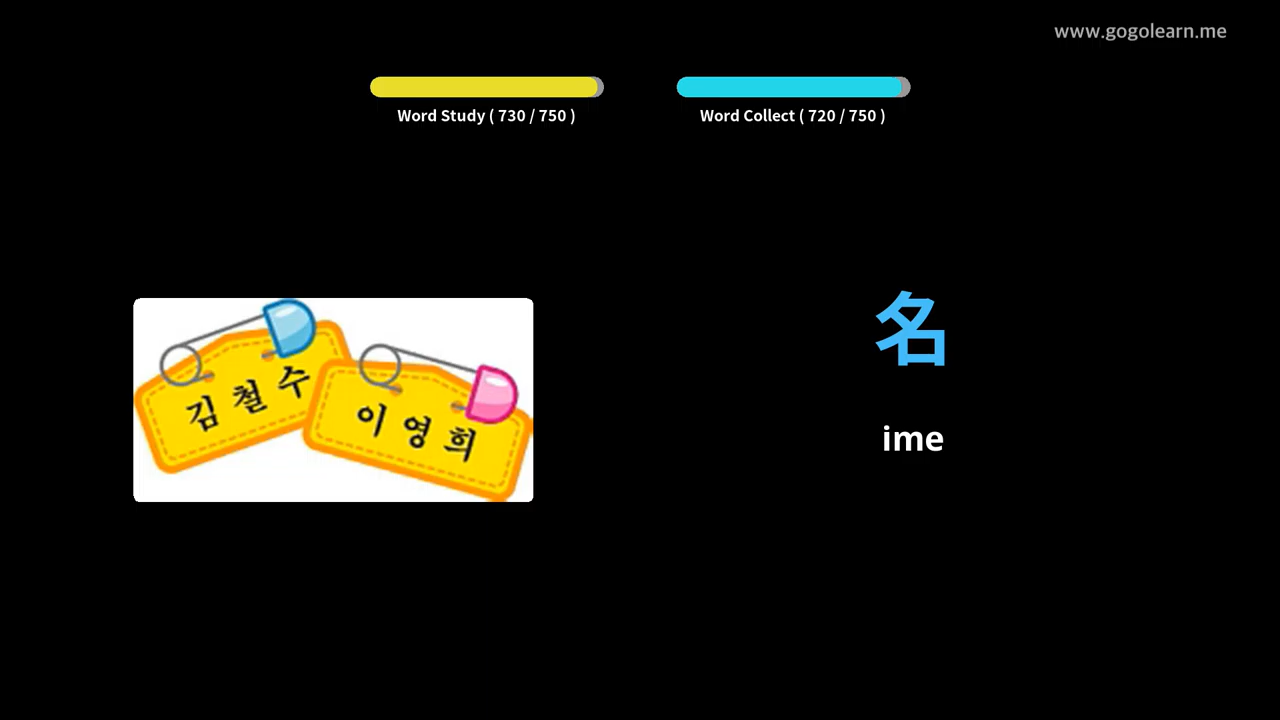 www.gogolearn.me
Word Study ( 730 / 750 )
Word Collect ( 720 / 750 )
김 철 수
이 영 희
名
ime